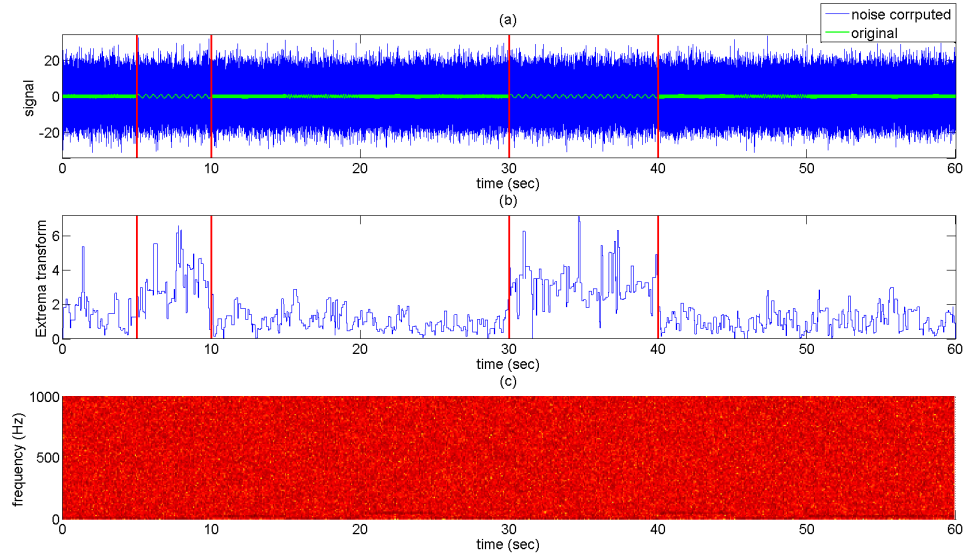 (a)
noise corrputed
original
signal
20
0
-20
0 10 20 30 40 50 60
time (sec)
(b)
Extrema transform
6
4
2
0
0 10 20 30 40 50 60
time (sec)
(c)
frequency (Hz)
1000
500
0
0 10 20 30 40 50 60
time (sec)